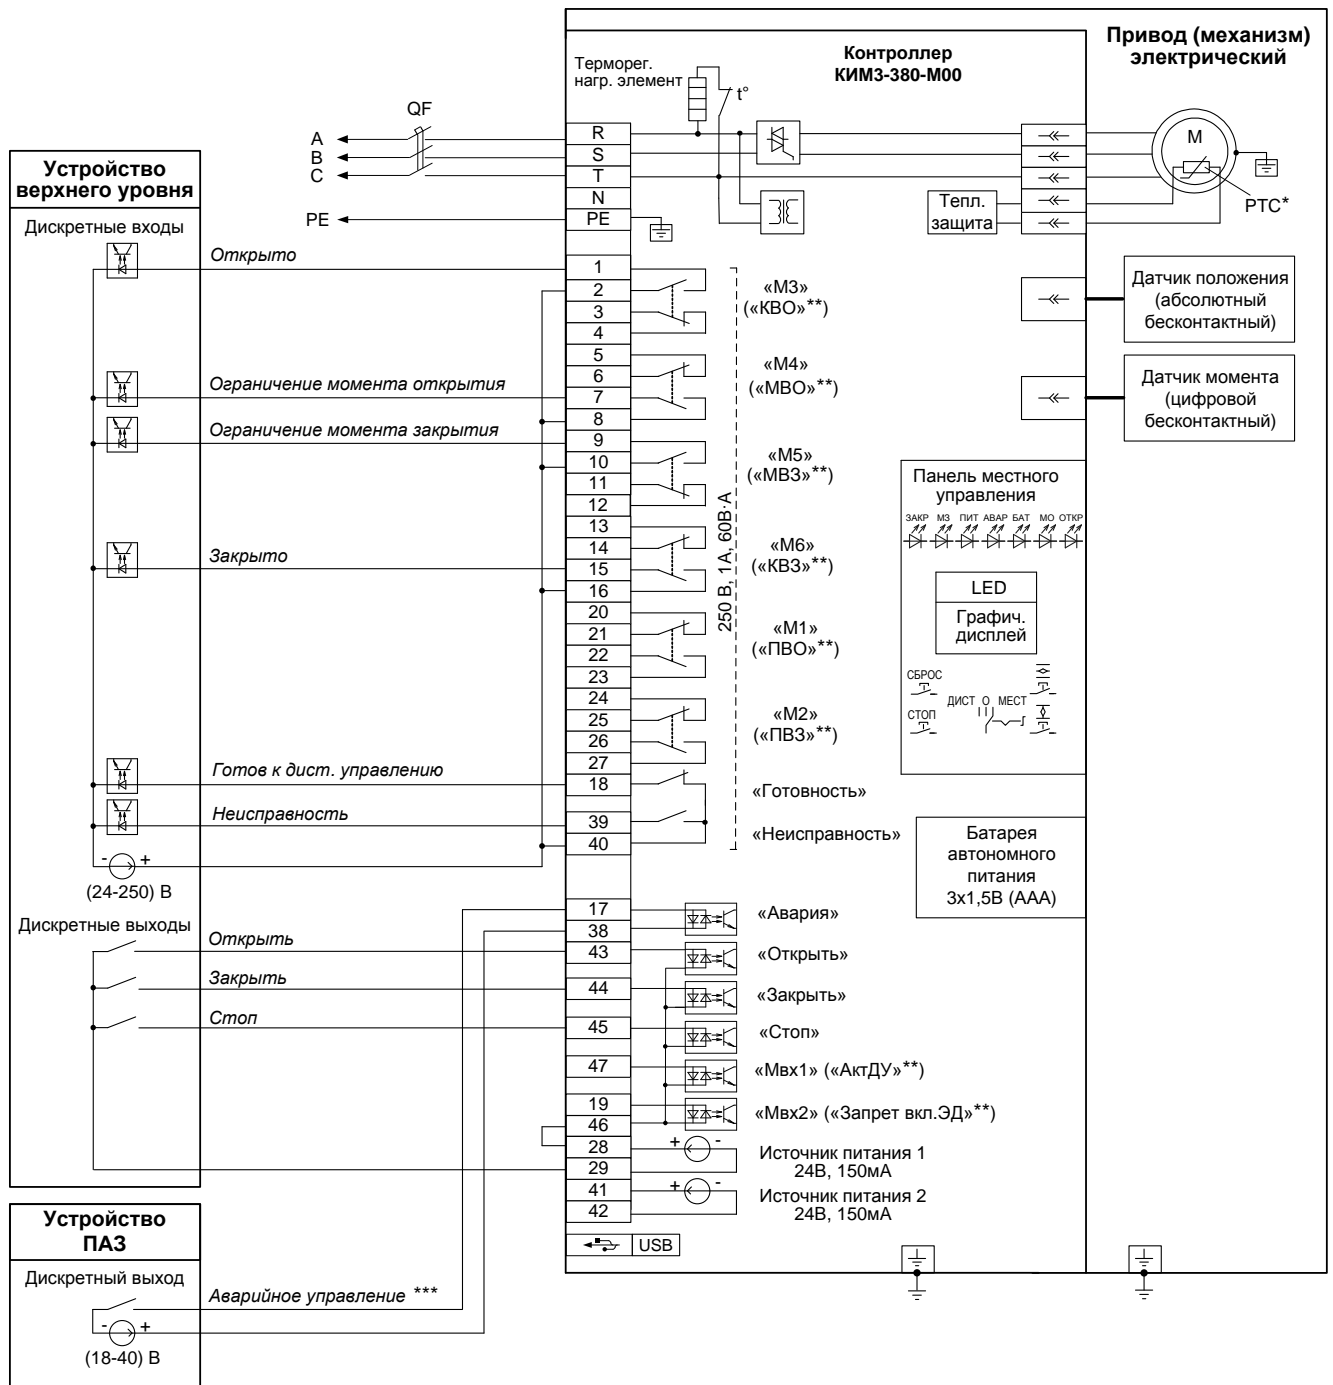 Привод (механизм)
электрический
Контроллер
КИМ3-380-М00
Терморег.
нагр. элемент
t°
QF
A
B
C
PE
R
S
T
N
PE
Тепл.
защита
M
PTC*
Устройство
верхнего уровня
Дискретные входы
Открыто
Ограничение момента открытия
Ограничение момента закрытия
Закрыто
Готов к дист. управлению
Неисправность
- +
(24-250) В
Дискретные выходы
Открыть
Закрыть
Стоп
1
2
3
4
5
6
7
8
9
10
11
12
13
14
15
16
20
21
22
23
24
25
26
27
18
39
40
17
38
43
44
45
47
19
46
28
29
41
42
«М3»
(«КВО»**)
«М4»
(«МВО»**)
«М5»
(«МВЗ»**)
«М6»
(«КВЗ»**)
«М1»
(«ПВО»**)
«М2»
(«ПВЗ»**)
«Готовность»
«Неисправность»
250 В, 1А, 60В·А
«Авария»
«Открыть»
«Закрыть»
«Стоп»
«Мвх1» («АктДУ»**)
«Мвх2» («Запрет вкл.ЭД»**)
+ -
Источник питания 1
24В, 150мА
+ -
Источник питания 2
24В, 150мА
USB
Датчик положения
(абсолютный
бесконтактный)
Датчик момента
(цифровой
бесконтактный)
Панель местного
управления
ЗАКР МЗ ПИТ АВАР БАТ МО ОТКР
LED
Графич.
дисплей
СБРОС
ДИСТ О МЕСТ
СТОП
Батарея
автономного
питания
3x1,5В (ААА)
Устройство
ПАЗ
Дискретный выход
Аварийное управление ***
- +
(18-40) В